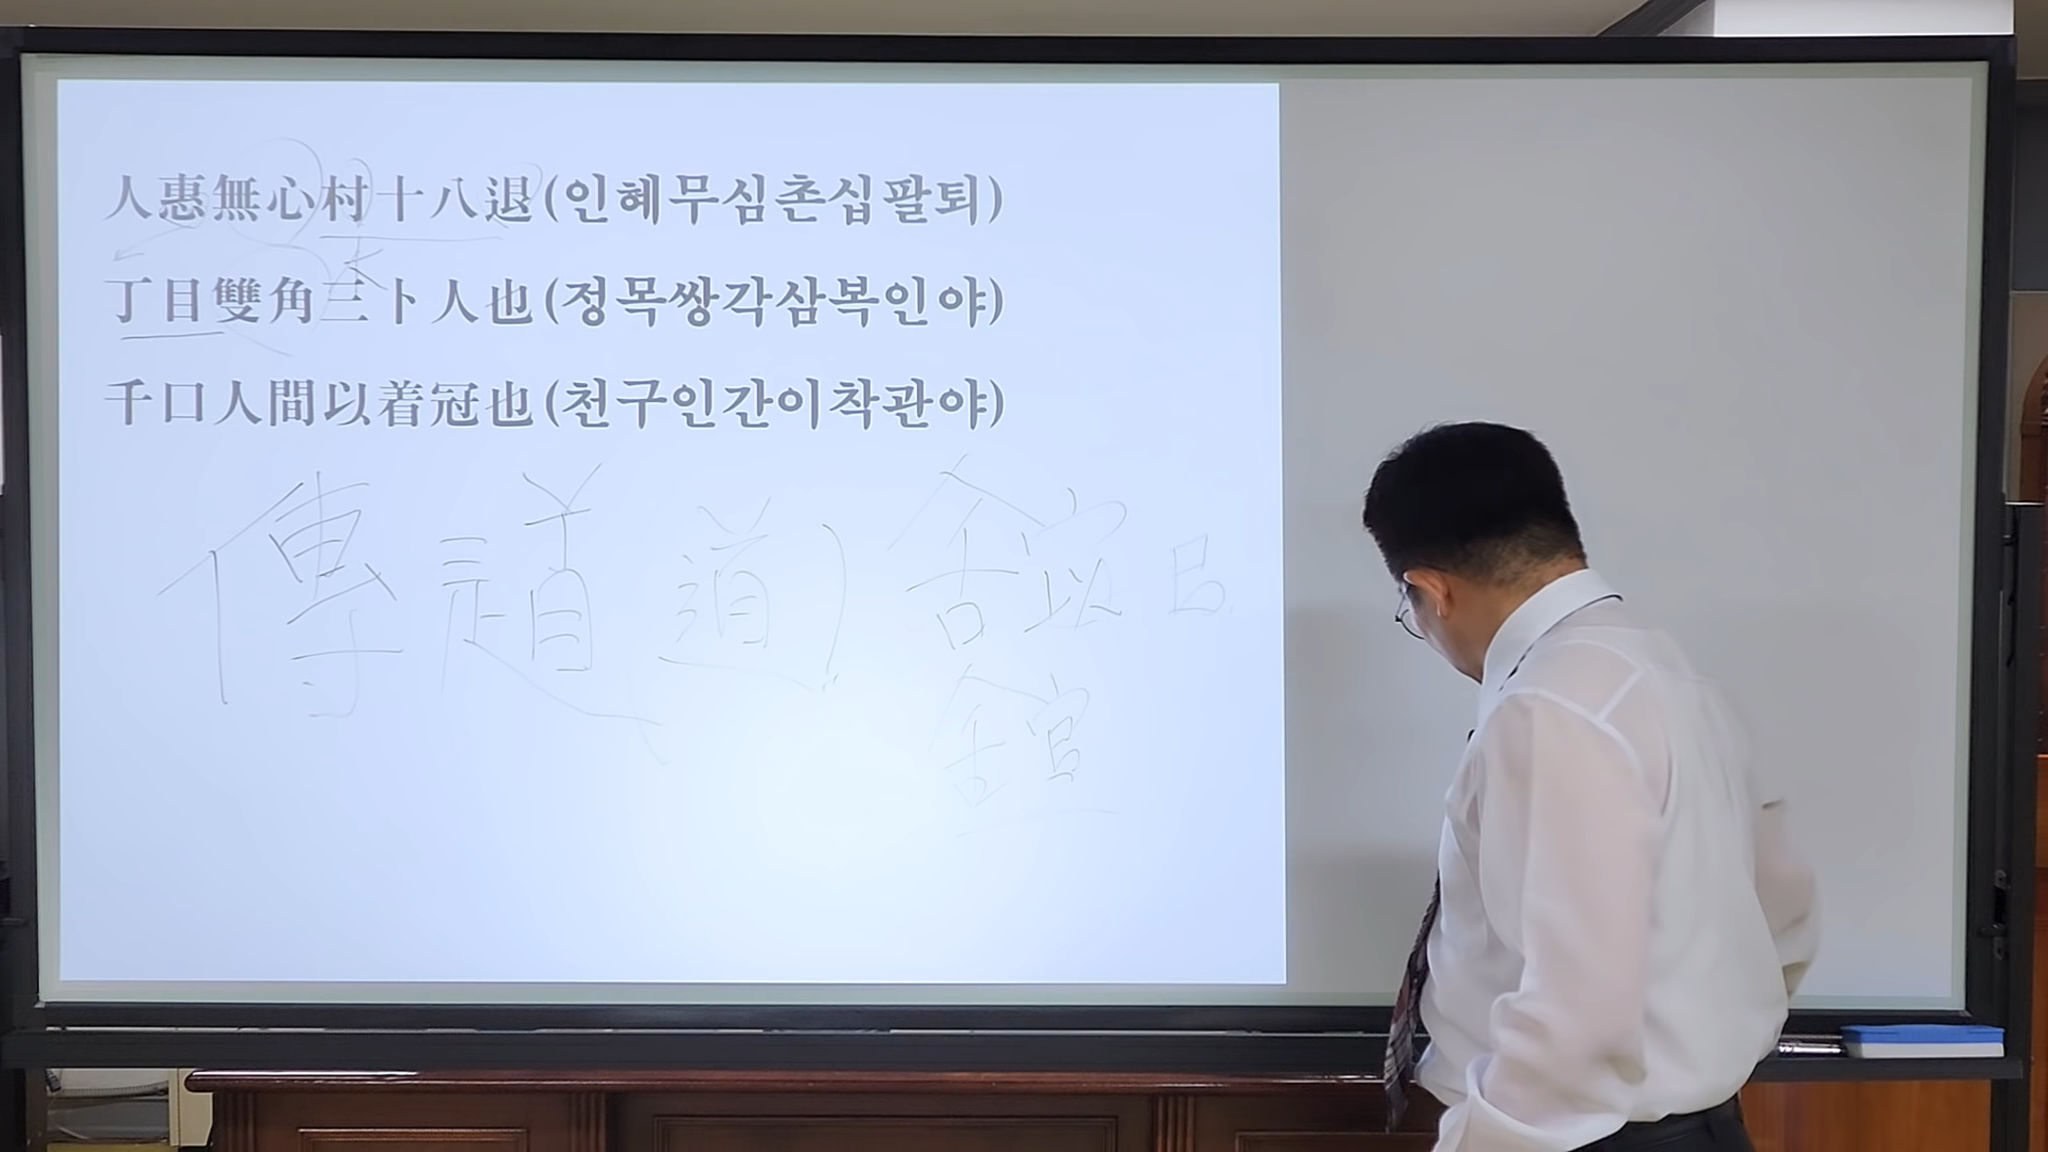 人惠無心村十八退(인혜무심촌십팔퇴)
丁目雙角三卜人也(정목쌍각삼복인야)
千口人間以着冠也(천구인간이착관야)
傳 道 道